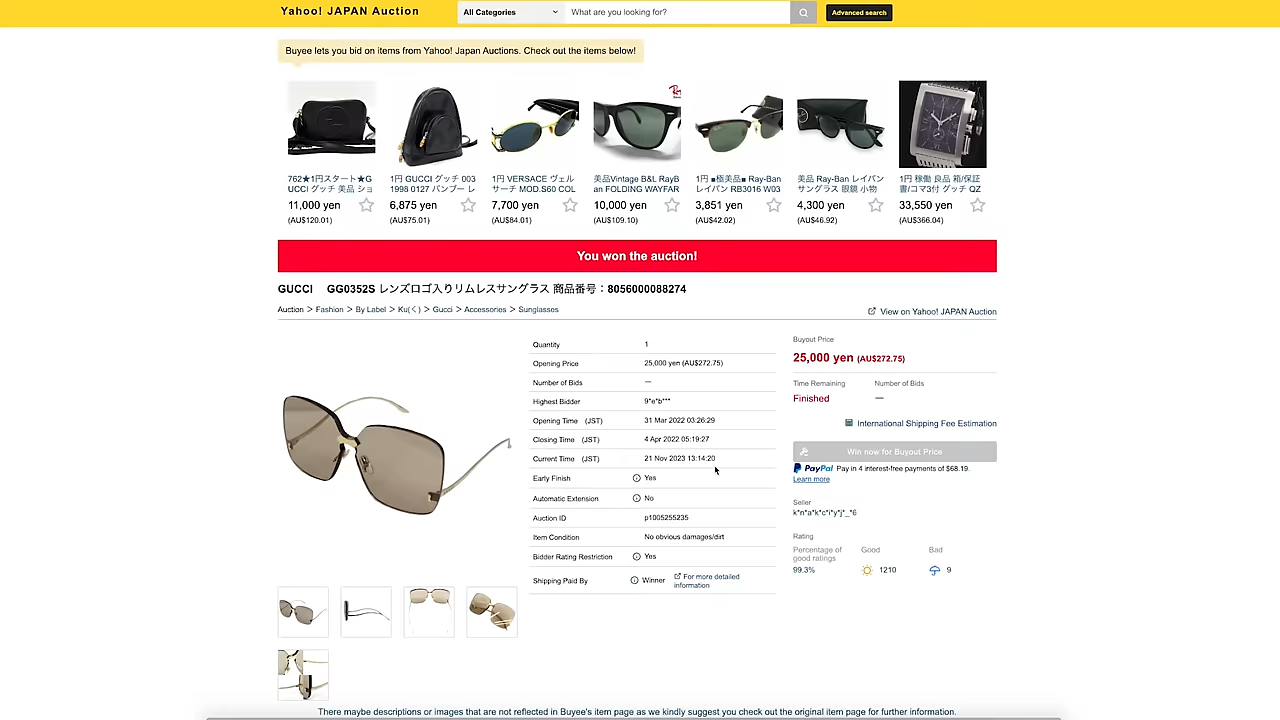 Yahoo! JAPAN Auction
All Categories
What are you looking for?
Advanced search
Buyee lets you bid on items from Yahoo! Japan Auctions. Check out the items below!
762★1円スタート★G
UCCI グッチ 美品 ショ
11,000 yen
(AU$120.01)
1円 GUCCI グッチ 003
1998 0127 バンブー レ
6,875 yen
(AU$75.01)
1円 VERSACE ヴェル
サーチ MOD.S60 COL
7,700 yen
(AU$84.01)
美品Vintage B&L RayB
an FOLDING WAYFAR
10,000 yen
(AU$109.10)
1円 ■極美品■ Ray-Ban
レイバン RB3016 W03
3,851 yen
(AU$42.02)
美品 Ray-Ban レイバン
サングラス 眼鏡 小物
4,300 yen
(AU$46.92)
1円 稼働 良品 箱/保証
書/コマ3付 グッチ QZ
33,550 yen
(AU$366.04)
You won the auction!
GUCCI GG0352S レンズロゴ入りリムレスサングラス 商品番号：8056000088274
Auction > Fashion > By Label > Ku(く) > Gucci > Accessories > Sunglasses
View on Yahoo! JAPAN Auction
Quantity 1
Opening Price 25,000 yen (AU$272.75)
Number of Bids —
Highest Bidder 9*e*b***
Opening Time (JST) 31 Mar 2022 03:26:29
Closing Time (JST) 4 Apr 2022 05:19:27
Current Time (JST) 21 Nov 2023 13:14:20
Early Finish Yes
Automatic Extension No
Auction ID p1005255235
Item Condition No obvious damages/dirt
Bidder Rating Restriction Yes
Shipping Paid By Winner For more detailed
information
Buyout Price
25,000 yen (AU$272.75)
Time Remaining Number of Bids
Finished —
International Shipping Fee Estimation
Win now for Buyout Price
PayPal Pay in 4 interest-free payments of $68.19.
Learn more
Seller
k*n*a*k*c*i*y*j*_*6
Rating
Percentage of
good ratings
Good
Bad
99.3%
1210
9
There maybe descriptions or images that are not reflected in Buyee's item page as we kindly suggest you check out the original item page for further information.